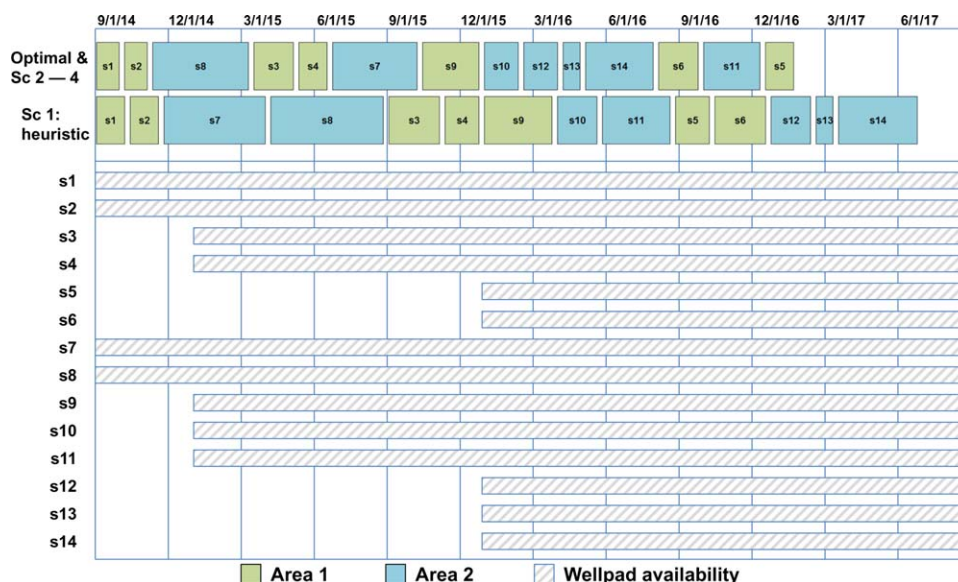 9/1/14 12/1/14 3/1/15 6/1/15 9/1/15 12/1/15 3/1/16 6/1/16 9/1/16 12/1/16 3/1/17 6/1/17
Optimal &
Sc 2 — 4
s1 s2 s8 s3 s4 s7 s9 s10 s12 s13 s14 s6 s11 s5
Sc 1:
heuristic
s1 s2 s7 s8 s3 s4 s9 s10 s11 s5 s6 s12 s13 s14
s1
s2
s3
s4
s5
s6
s7
s8
s9
s10
s11
s12
s13
s14
Area 1 Area 2 Wellpad availability